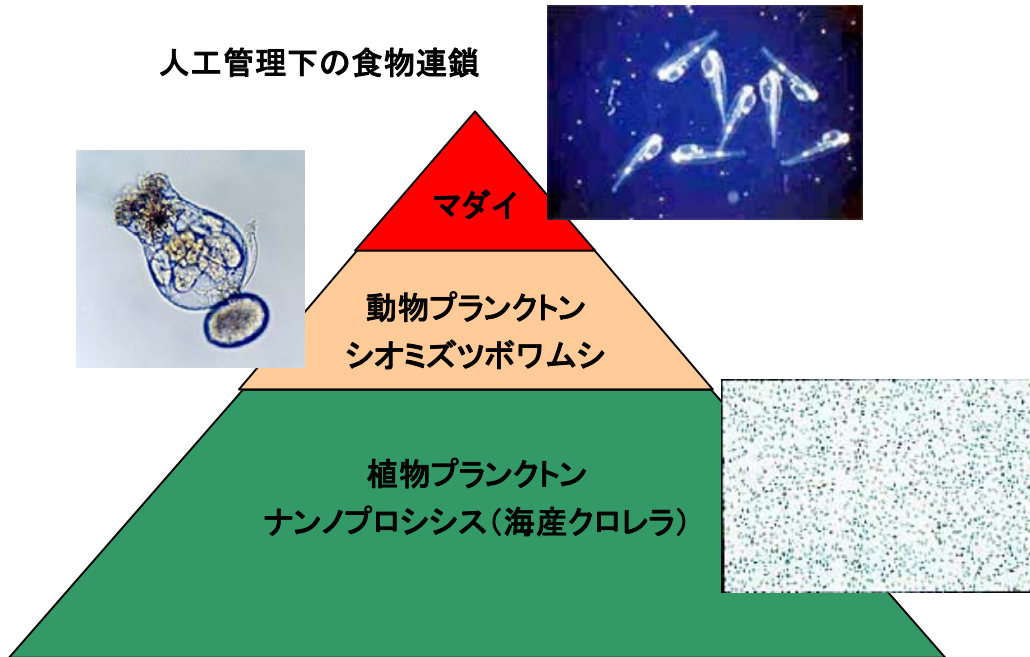 人工管理下の食物連鎖
マダイ
動物プランクトン
シオミズツボワムシ
植物プランクトン
ナンノプロシシス(海産クロレラ)